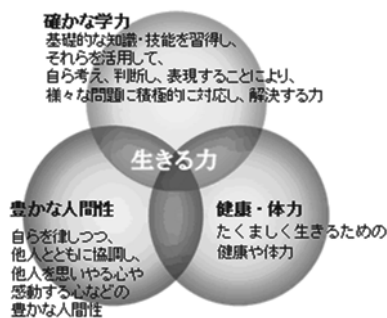 確かな学力
基礎的な知識・技能を習得し、
それらを活用して、
自ら考え、判断し、表現することにより、
様々な問題に積極的に対応し、解決する力
生きる力
豊かな人間性
自らを律しつつ、
他人とともに協調し、
他人を思いやる心や
感動する心などの
豊かな人間性
健康・体力
たくましく生きるための
健康や体力